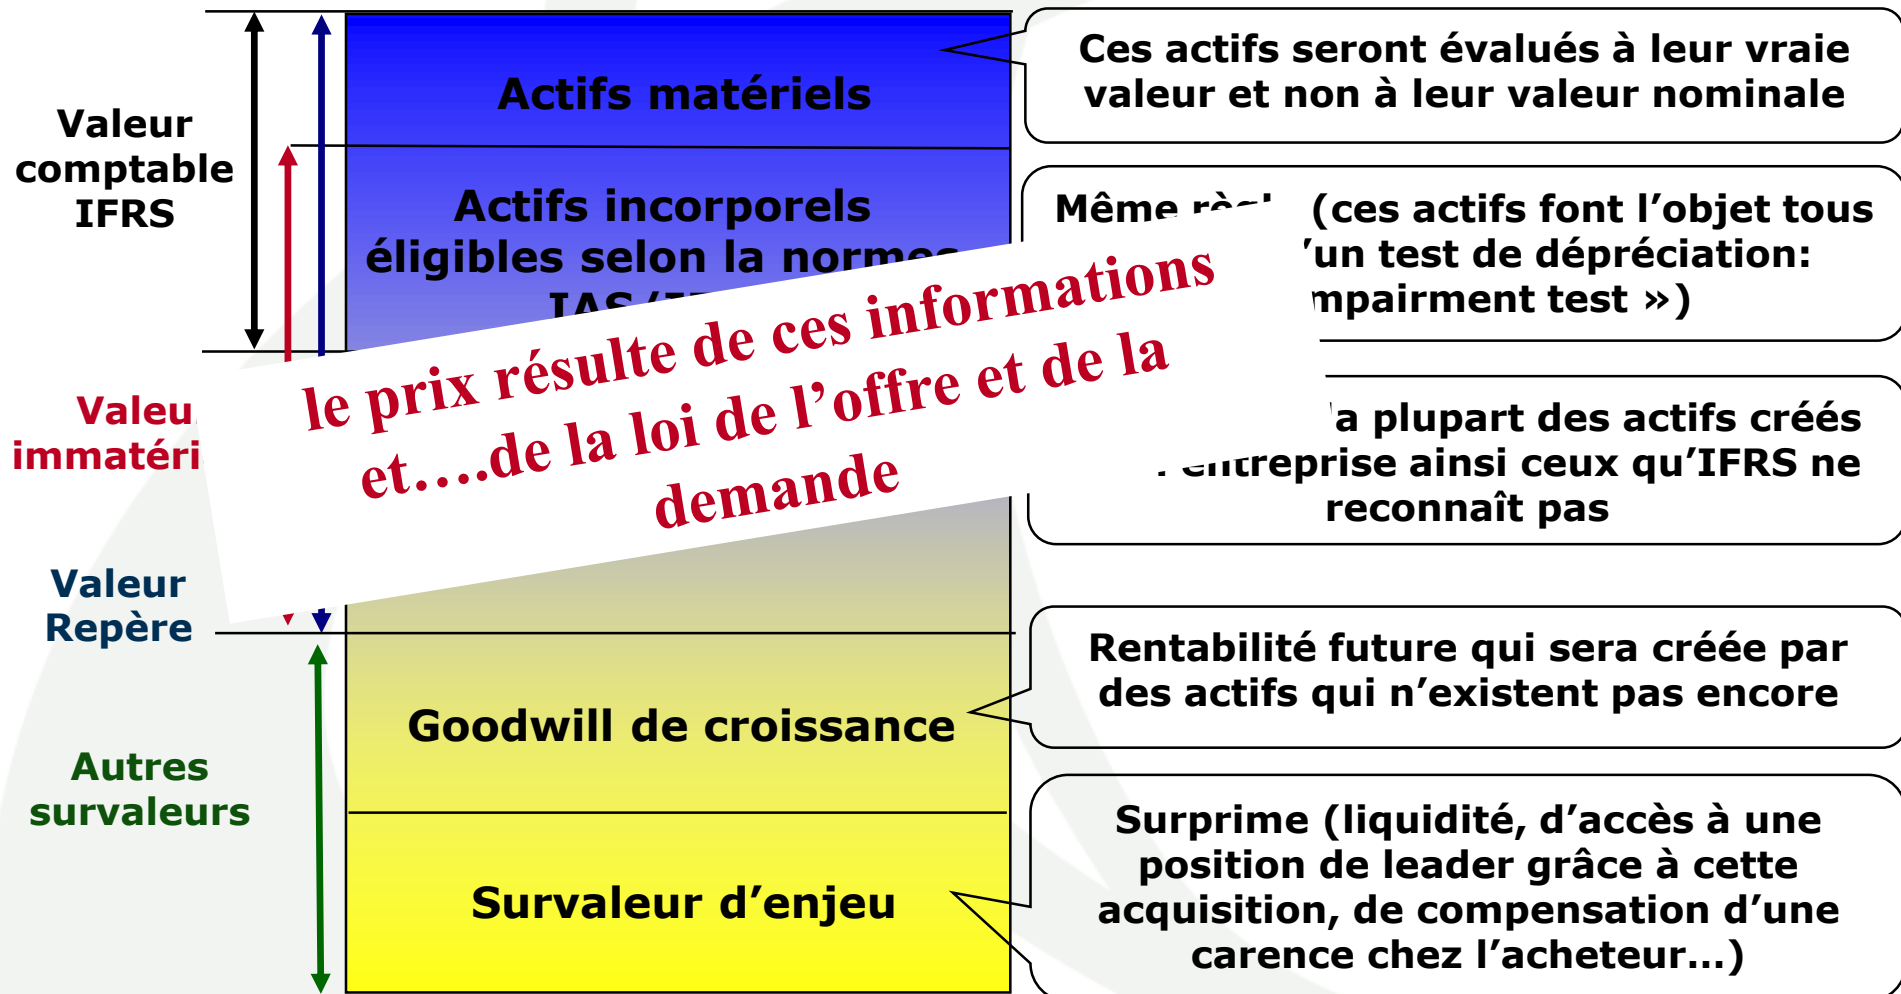 Valeur
comptable
IFRS
Actifs matériels
Ces actifs seront évalués à leur vraie
valeur et non à leur valeur nominale
Actifs incorporels
éligibles selon la normes
Même (ces actifs font l’objet tous
’un test de dépréciation:
mpairment test »)
le prix résulte de ces informations
et....de la loi de l’offre et de la
demande
la plupart des actifs créés
entreprise ainsi ceux qu’IFRS ne
reconnaît pas
Valeur
Repère
Goodwill de croissance
Rentabilité future qui sera créée par
des actifs qui n’existent pas encore
Autres
survaleurs
Survaleur d’enjeu
Surprime (liquidité, d’accès à une
position de leader grâce à cette
acquisition, de compensation d’une
carence chez l’acheteur…)